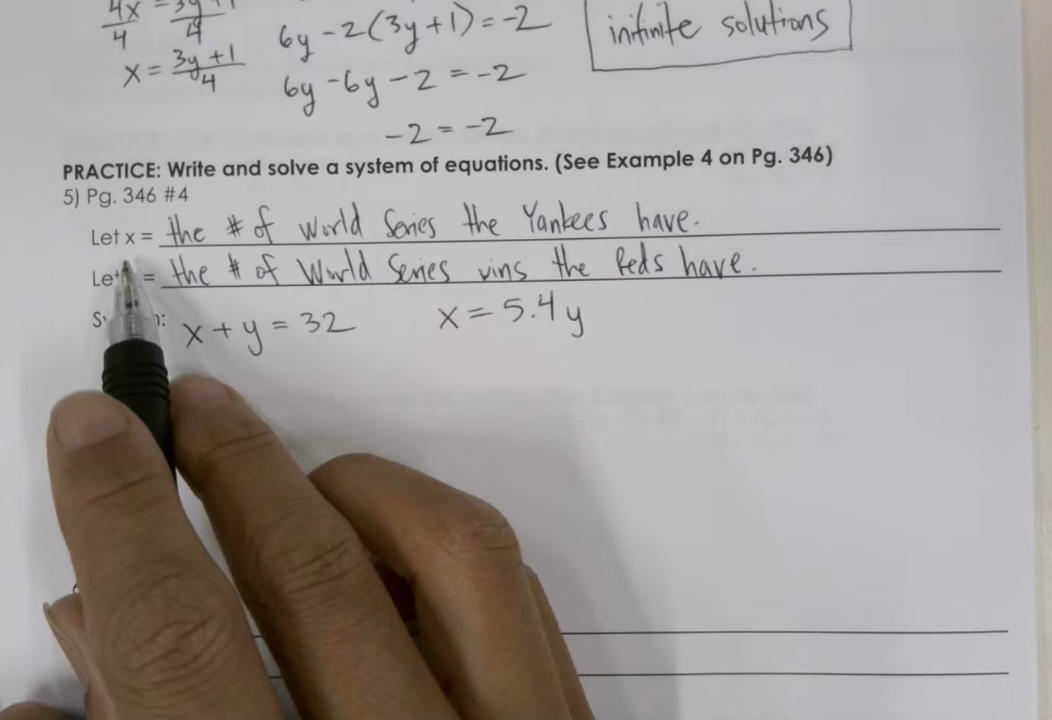 4x = 3y+1
4 4
x = 3y+1
4
6y - 2(3y+1) = -2
6y - 6y - 2 = -2
-2 = -2
infinite solutions
PRACTICE: Write and solve a system of equations. (See Example 4 on Pg. 346)
5) Pg. 346 #4
Let x = the # of World Series the Yankees have.
Let = the # of World Series wins the Reds have.
x + y = 32 x = 5.4y